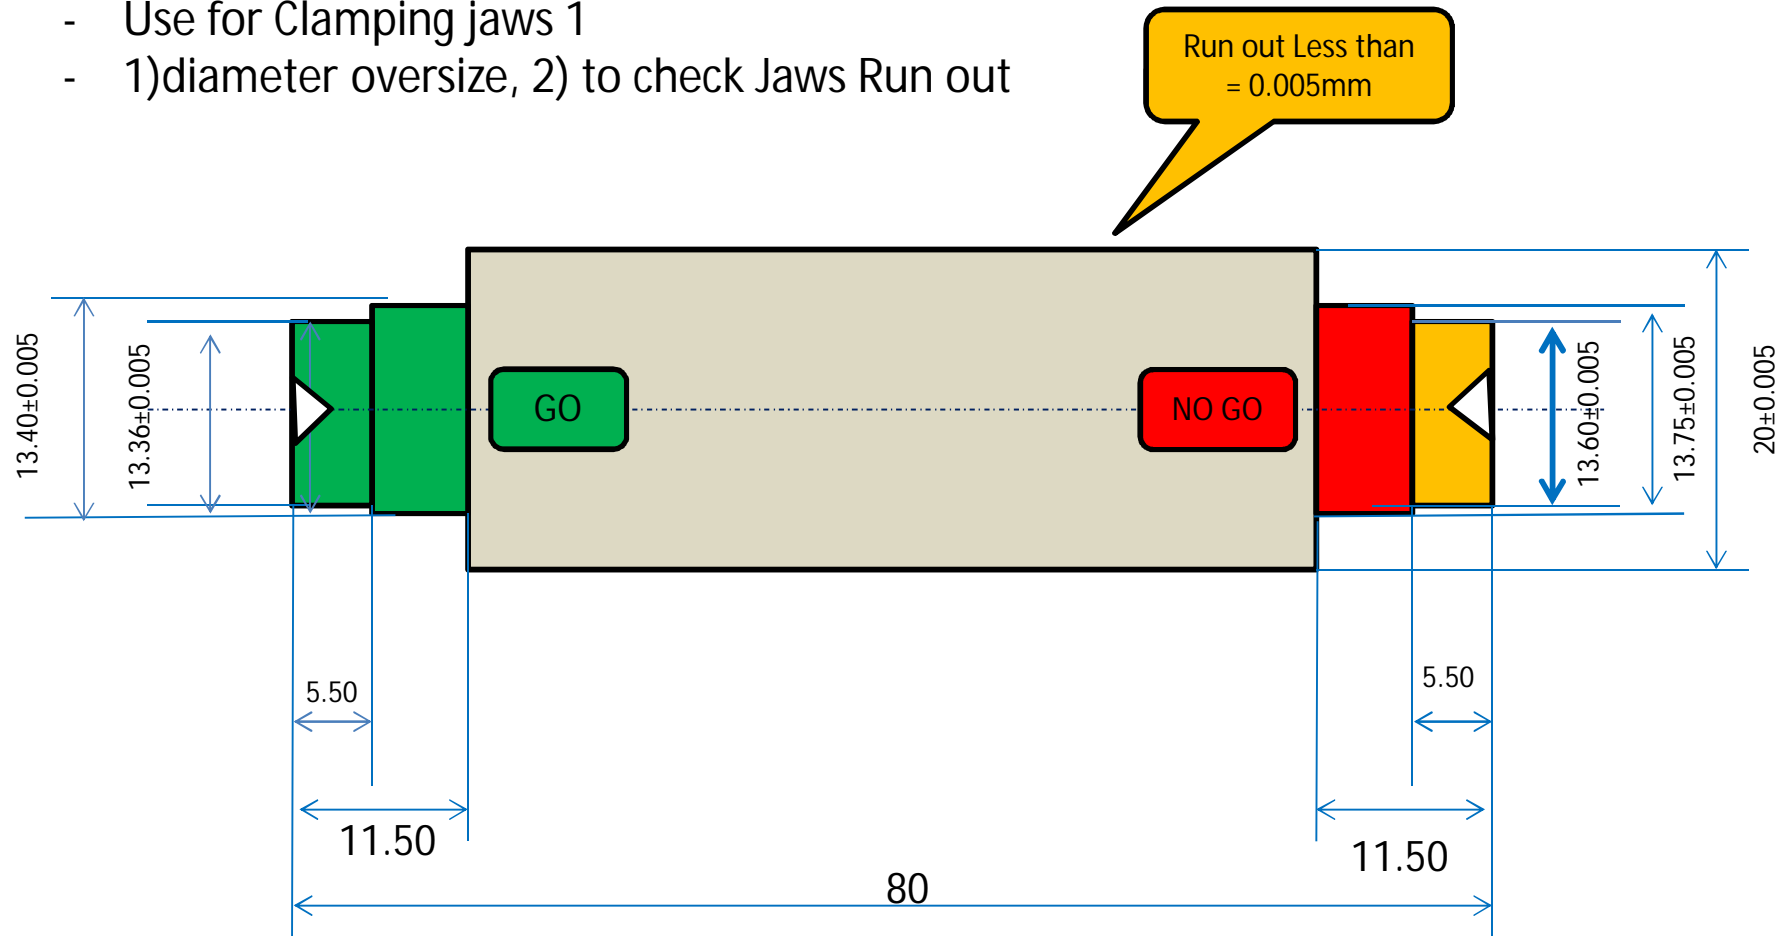 - Use for Clamping jaws 1
- 1)diameter oversize, 2) to check Jaws Run out
Run out Less than
= 0.005mm
13.40±0.005
13.36±0.005
GO
NO GO
13.60±0.005
13.75±0.005
20±0.005
5.50
5.50
11.50
11.50
80